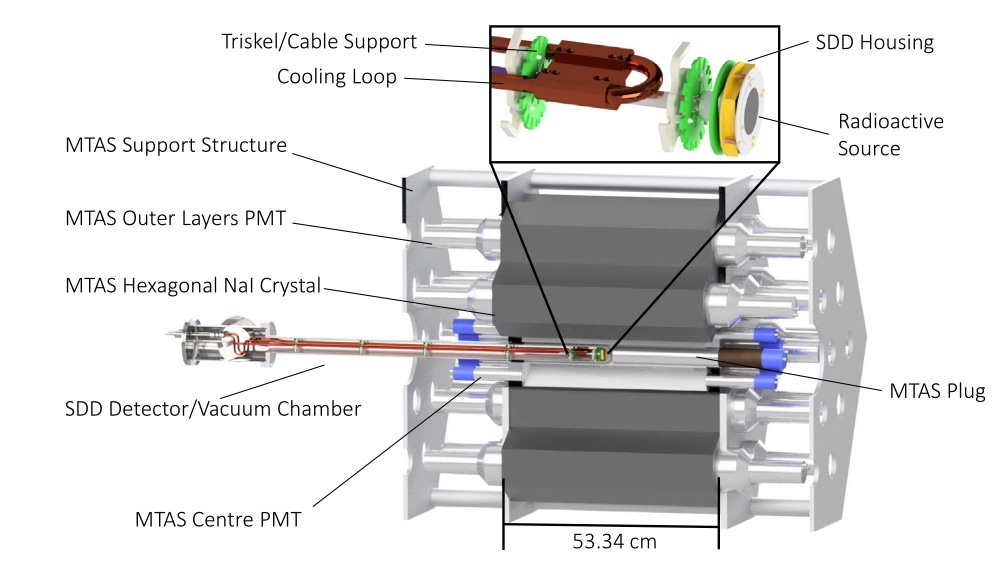 Triskel/Cable Support
Cooling Loop
SDD Housing
Radioactive
Source
MTAS Support Structure
MTAS Outer Layers PMT
MTAS Hexagonal NaI Crystal
SDD Detector/Vacuum Chamber
MTAS Plug
MTAS Centre PMT
53.34 cm